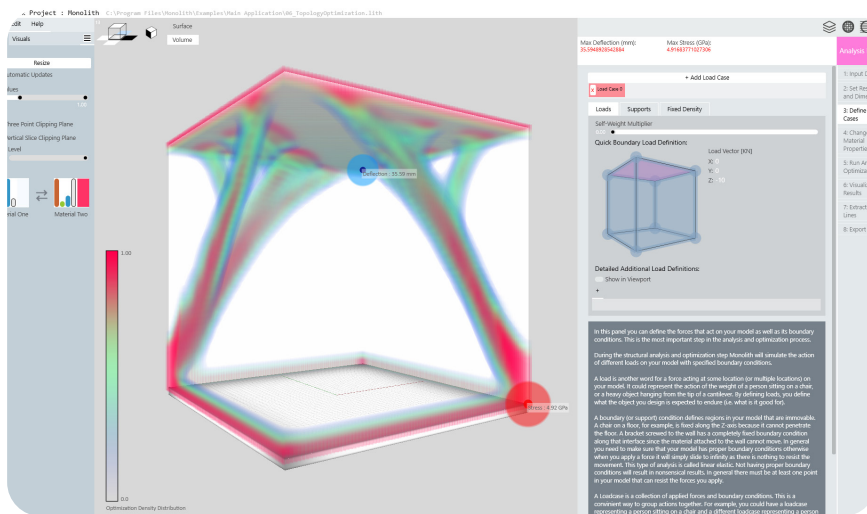 Project : Monolith C:\Program Files\Monolith\Examples\Main Application\06_TopologyOptimization.lith
Edit Help
Visuals
Resize
Three Point Clipping Plane
Vertical Slice Clipping Plane
Level
Material Two
Surface
Volume
Deflection : 35.59 mm
Stress : 4.92 GPa
1.00
0.0
Optimization Density Distribution
Max Deflection (mm):
Max Stress (GPa):
+ Add Load Case
x Load Case 0
Loads Supports Fixed Density
Self-Weight Multiplier
Quick Boundary Load Definition:
Load Vector [KN]
X: 0
Y: 0
Z: -10
Detailed Additional Load Definitions:
Show in Viewport
+
In this panel you can define the forces that act on your model as well as its boundary
conditions. This is the most important step in the analysis and optimization process.
During the structural analysis and optimization step Monolith will simulate the action
of different loads on your model with specified boundary conditions.
A load is another word for a force acting at some location (or multiple locations) on
your model. It could represent the action of the weight of a person sitting on a chair,
or a heavy object hanging from the tip of a cantilever. By defining loads, you define
what the object you design is expected to endure (i.e. what is it good for).
A boundary (or support) condition defines regions in your model that are immovable.
A chair on a floor, for example, is fixed along the Z-axis because it cannot penetrate
the floor. A bracket screwed to the wall has a completely fixed boundary condition
along that interface since the material attached to the wall cannot move. In general
you need to make sure that your model has proper boundary conditions otherwise
when you apply a force it will simply slide to infinity as there is nothing to resist the
movement. This type of analysis is called linear elastic. Not having proper boundary
conditions will result in nonsensical results. In general there must be at least one point
in your model that can resist the forces you apply.
A Loadcase is a collection of applied forces and boundary conditions. This is a
convinient way to group actions together. For example, you could have a loadcase
representing a person sitting on a chair and a different loadcase representing a person
Analysis
1: Input
2: Set
and
3: Define
Cases
4: Change
Material
5: Run
6:
Results
7: Extract
Lines
8: Export